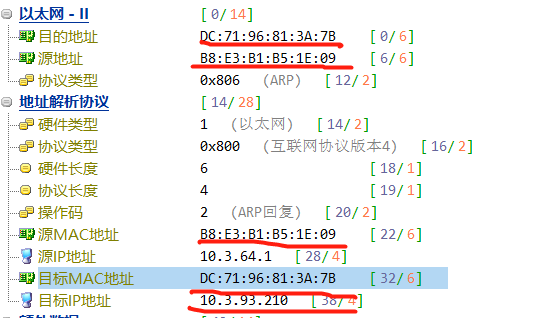 以太网 - II [0/14]
目的地址 DC:71:96:81:3A:7B [0/6]
源地址 B8:E3:B1:B5:1E:09 [6/6]
协议类型 0x806 (ARP) [12/2]
地址解析协议 [14/28]
硬件类型 1 (以太网) [14/2]
协议类型 0x800 (互联网协议版本4) [16/2]
硬件长度 6 [18/1]
协议长度 4 [19/1]
操作码 2 (ARP回复) [20/2]
源MAC地址 B8:E3:B1:B5:1E:09 [22/6]
源IP地址 10.3.64.1 [28/4]
目标MAC地址 DC:71:96:81:3A:7B [32/6]
目标IP地址 10.3.93.210 [38/4]